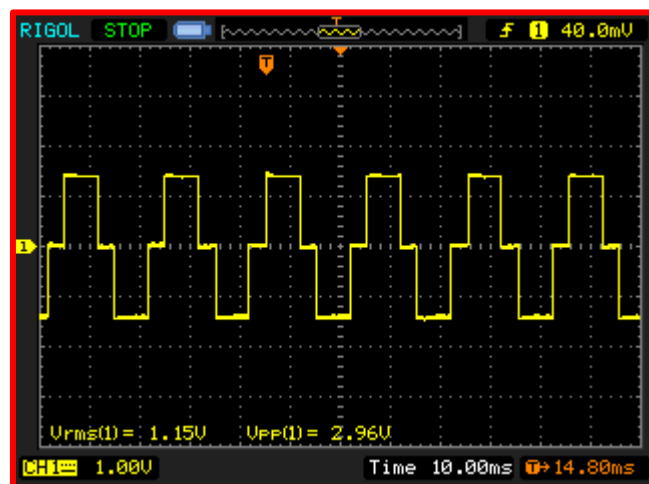 RIGOL STOP T f 1 40.0mV
T
1
Vrms(1)= 1.15V Vpp(1)= 2.96V
CH1 1.00V Time 10.00ms T→14.80ms